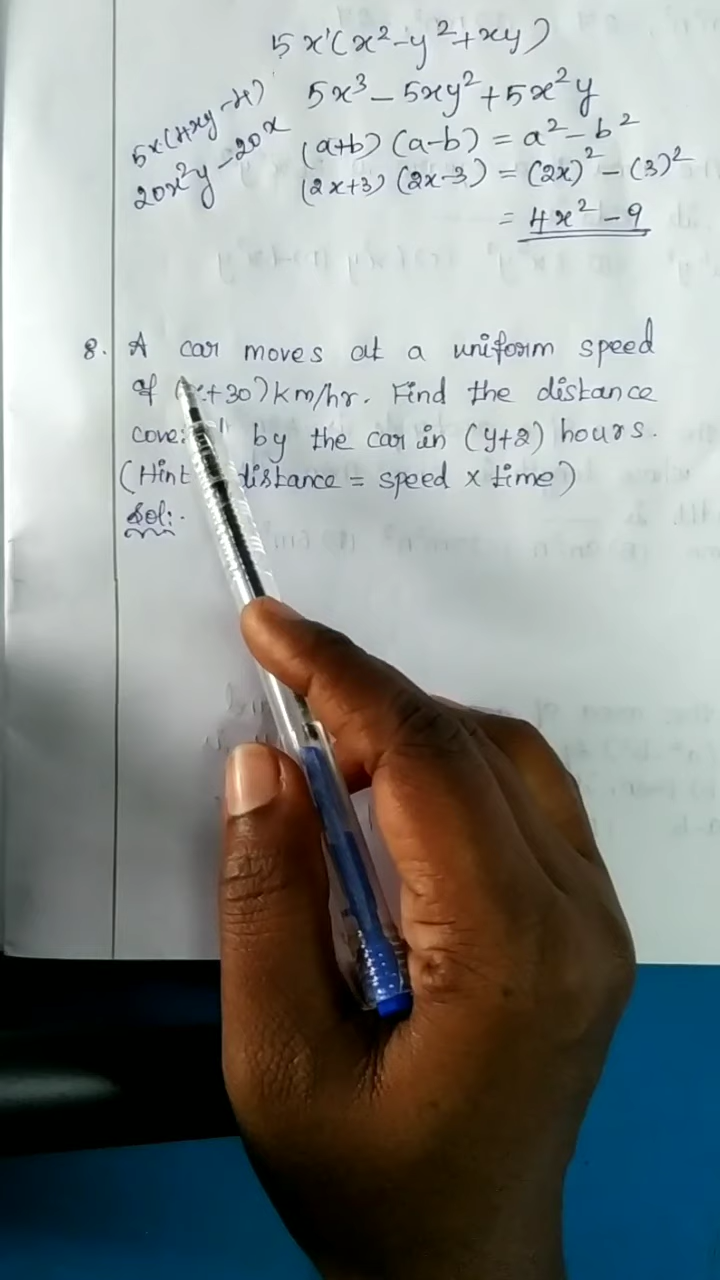 5x(x²-y²+xy)
5x³ - 5xy² + 5x²y
5x(4xy-4)
20x²y - 20x
(a+b) (a-b) = a² - b²
(2x+3) (2x-3) = (2x)² - (3)²
= 4x² - 9
8. A car moves at a uniform speed
of +30) km/hr. Find the distance
by the car in (y+2) hours.
(Hint distance = speed x time)
Sol:-